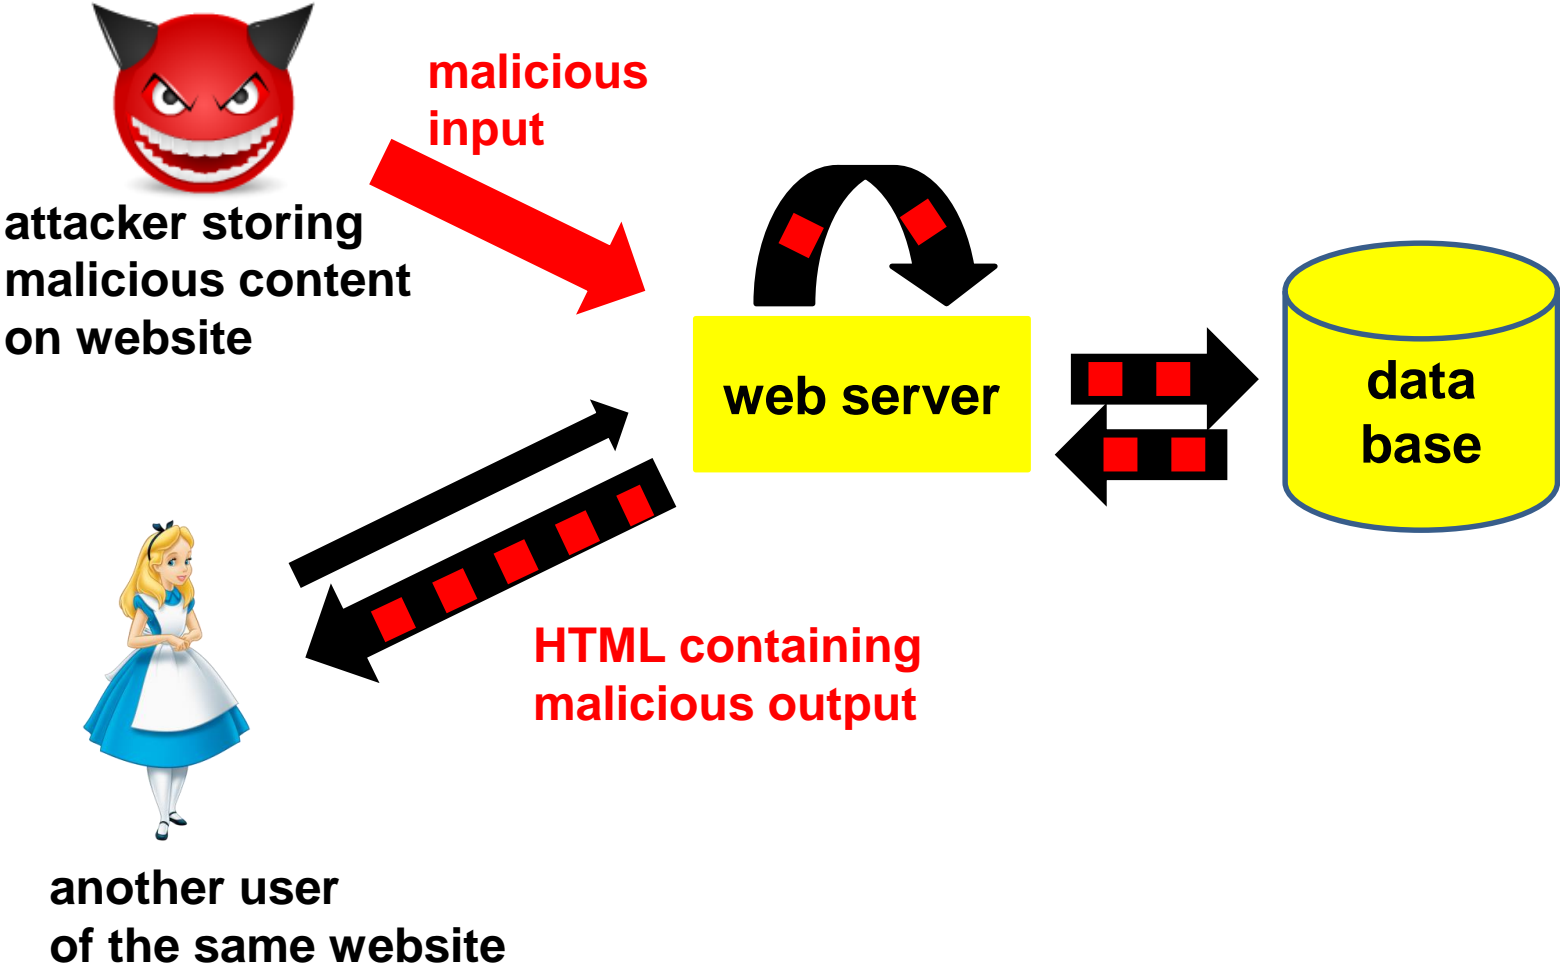 malicious
input
attacker storing
malicious content
on website
web server
data
base
HTML containing
malicious output
another user
of the same website